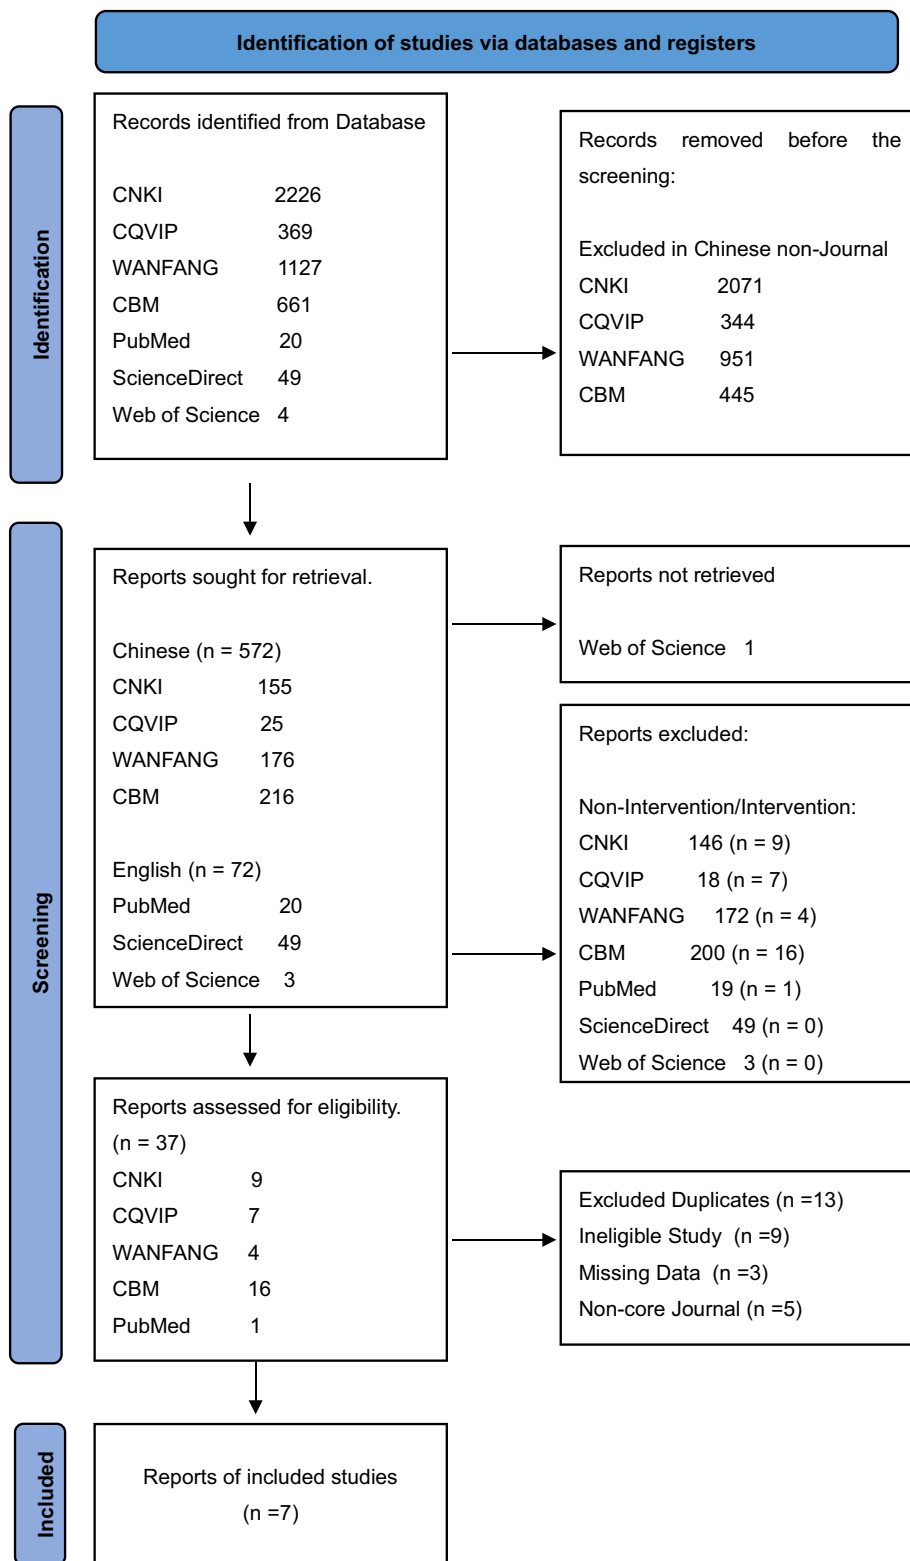 Identification of studies via databases and registers
Identification
Records identified from Database
CNKI 2226
CQVIP 369
WANFANG 1127
CBM 661
PubMed 20
ScienceDirect 49
Web of Science 4
Records removed before the
screening:
Excluded in Chinese non-Journal
CNKI 2071
CQVIP 344
WANFANG 951
CBM 445
Screening
Reports sought for retrieval.
Chinese (n = 572)
CNKI 155
CQVIP 25
WANFANG 176
CBM 216
English (n = 72)
PubMed 20
ScienceDirect 49
Web of Science 3
Reports not retrieved
Web of Science 1
Reports excluded:
Non-Intervention/Intervention:
CNKI 146 (n = 9)
CQVIP 18 (n = 7)
WANFANG 172 (n = 4)
CBM 200 (n = 16)
PubMed 19 (n = 1)
ScienceDirect 49 (n = 0)
Web of Science 3 (n = 0)
Reports assessed for eligibility.
(n = 37)
CNKI 9
CQVIP 7
WANFANG 4
CBM 16
PubMed 1
Excluded Duplicates (n =13)
Ineligible Study (n =9)
Missing Data (n =3)
Non-core Journal (n =5)
Included
Reports of included studies
(n =7)